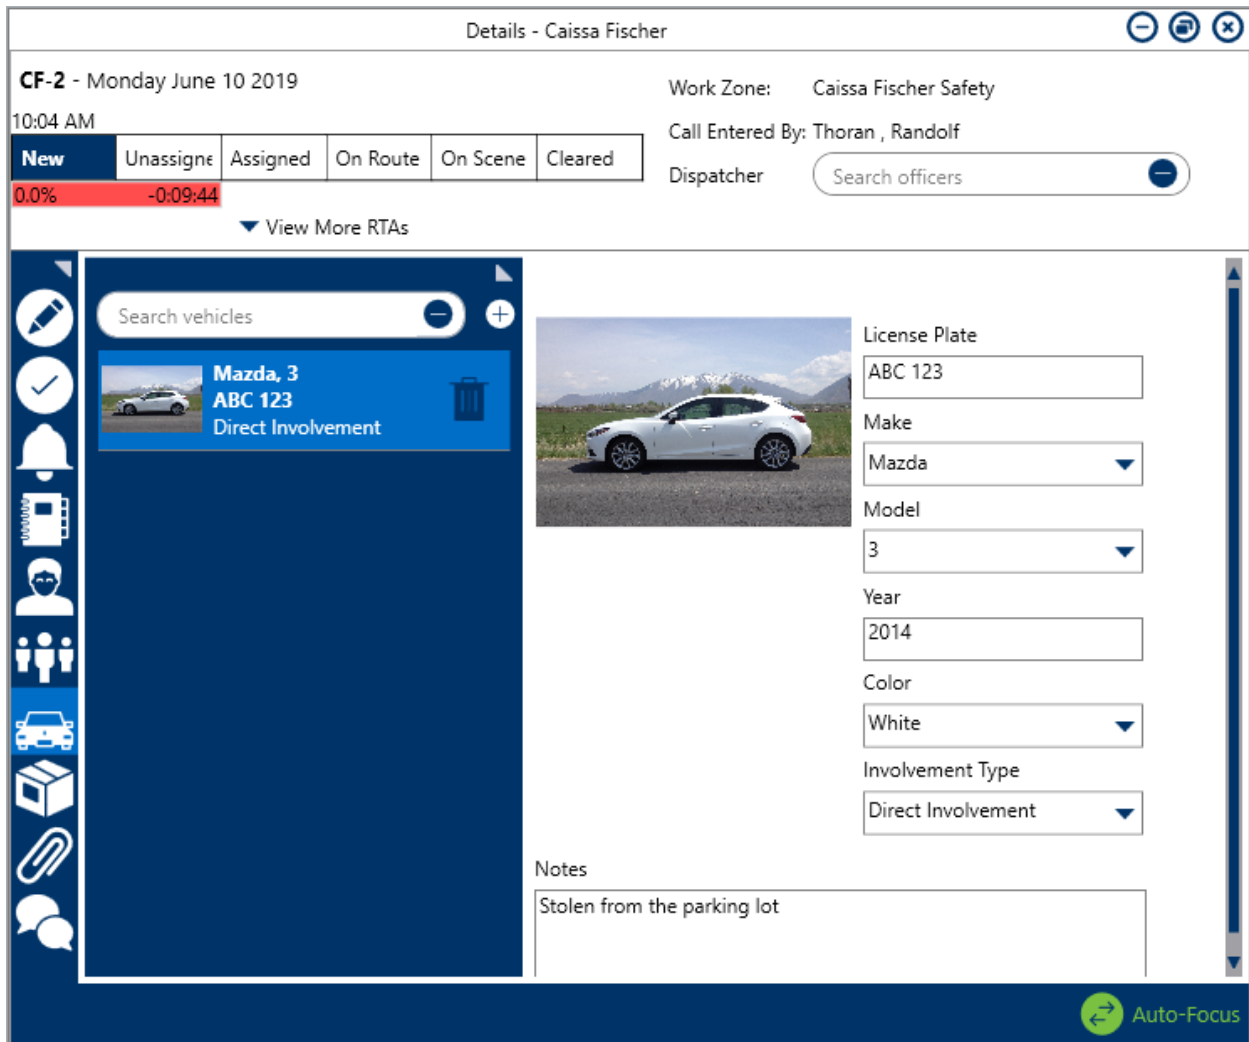 Details - Caissa Fischer
CF-2 - Monday June 10 2019
10:04 AM
New Unassigne Assigned On Route On Scene Cleared
0.0% -0:09:44
View More RTAs
Work Zone: Caissa Fischer Safety
Call Entered By: Thoran , Randolf
Dispatcher Search officers
Search vehicles
Mazda, 3
ABC 123
Direct Involvement
License Plate
ABC 123
Make
Mazda
Model
3
Year
2014
Color
White
Involvement Type
Direct Involvement
Notes
Stolen from the parking lot
Auto-Focus